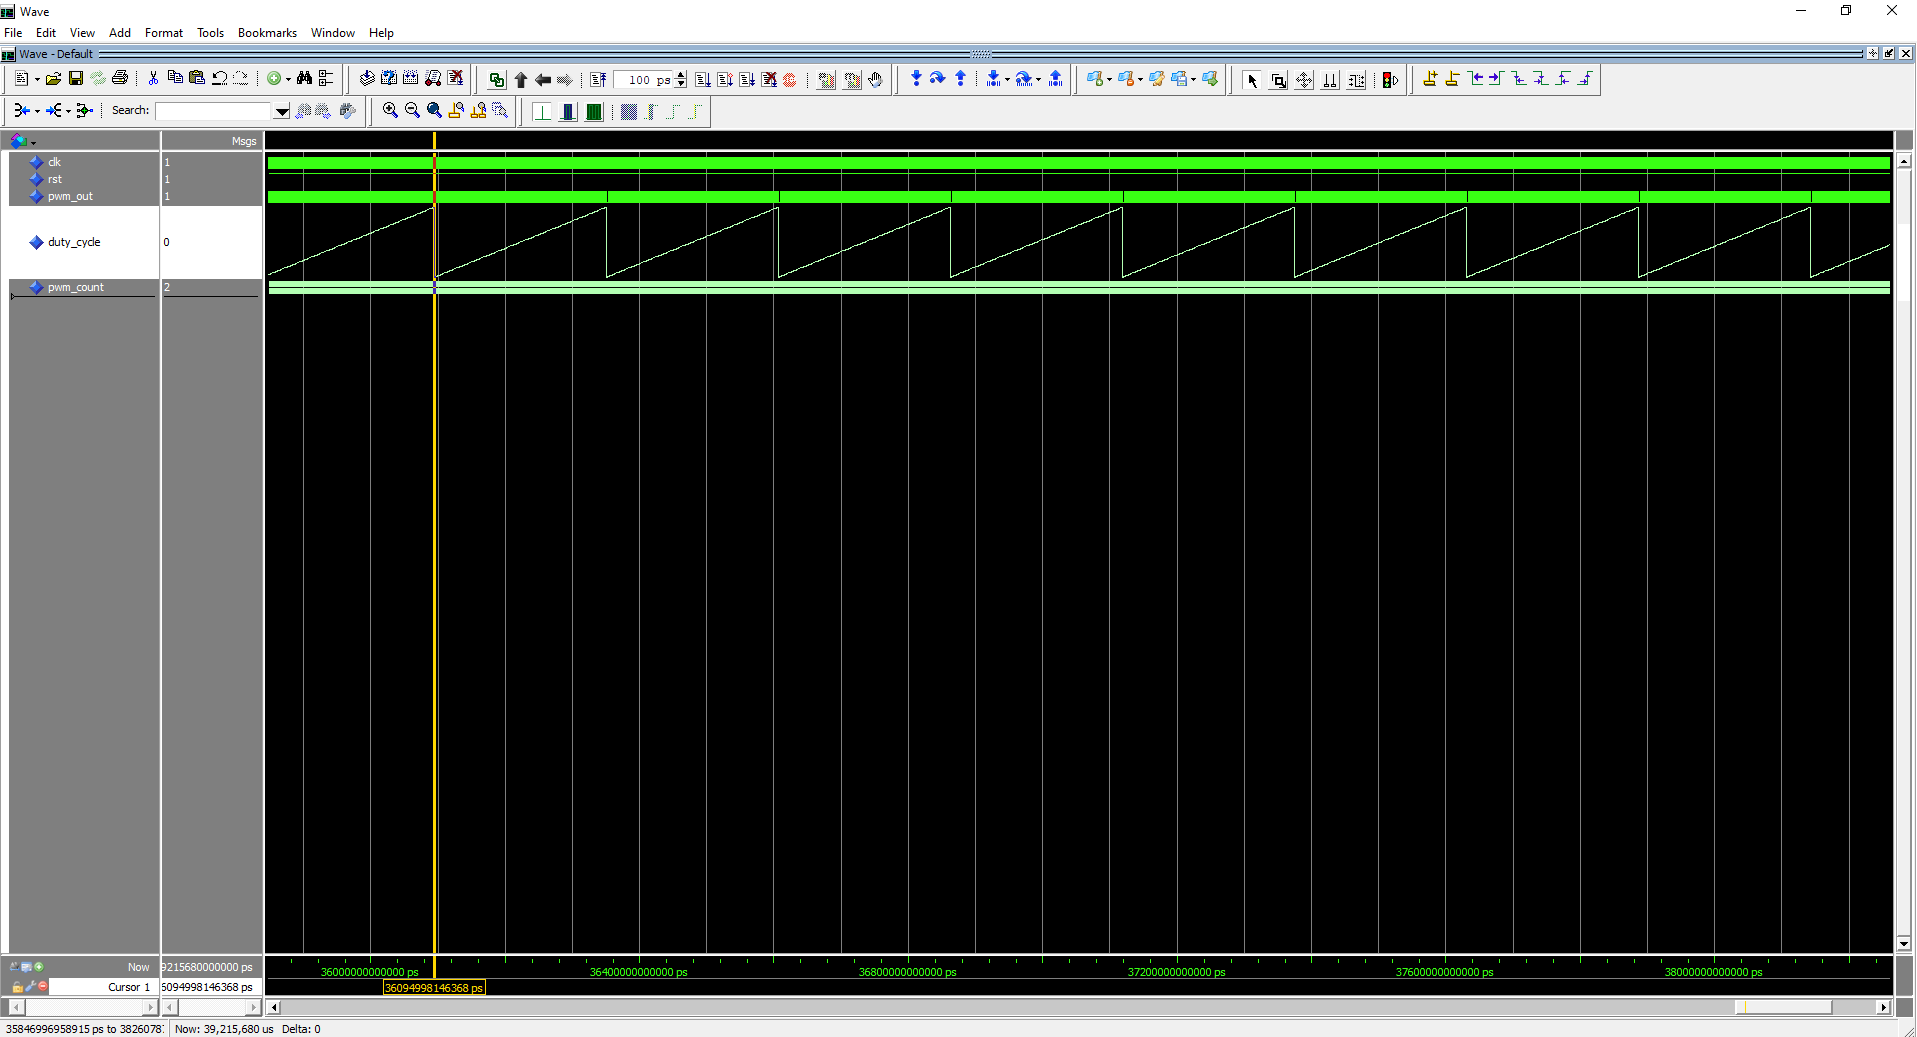 Wave
File Edit View Add Format Tools Bookmarks Window Help
Wave - Default
100 ps
Search:
Msgs
clk 1
rst 1
pwm_out 1
duty_cycle 0
pwm_count 2
Now 9215680000000 ps
36000000000000 ps 36400000000000 ps 36800000000000 ps 37200000000000 ps 37600000000000 ps 38000000000000 ps
Cursor 1 6094998146368 ps 36094998146368 ps
35846996958915 ps to 3826078 Now: 39,215,680 us Delta: 0